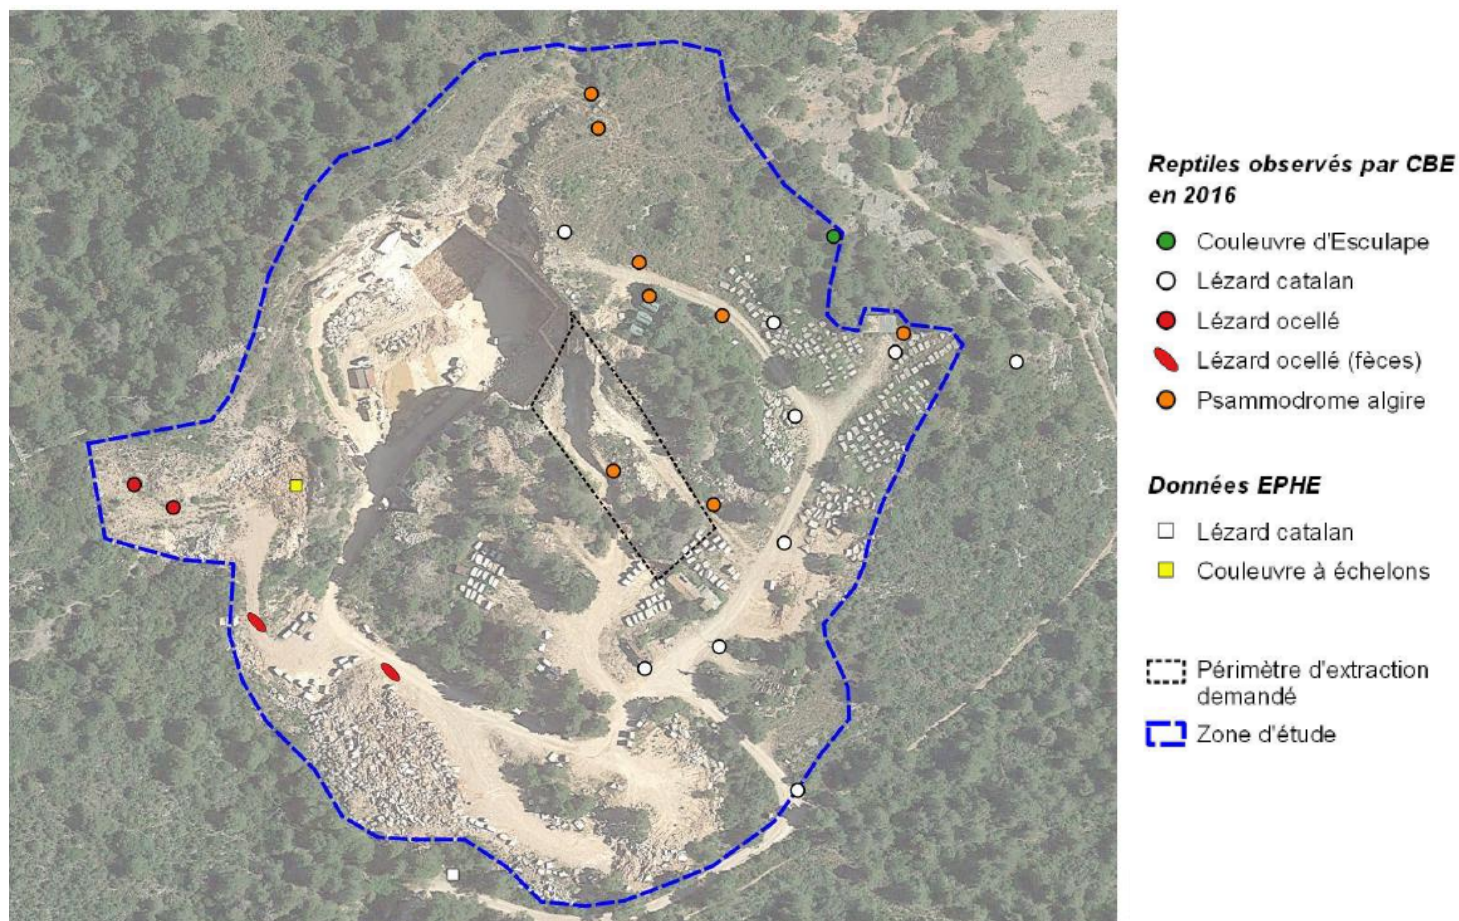 Reptiles observés par CBE
en 2016
Couleuvre d'Esculape
Lézard catalan
Lézard ocellé
Lézard ocellé (fèces)
Psammodrome algire
Données EPHE
Lézard catalan
Couleuvre à échelons
Périmètre d'extraction
demandé
Zone d'étude